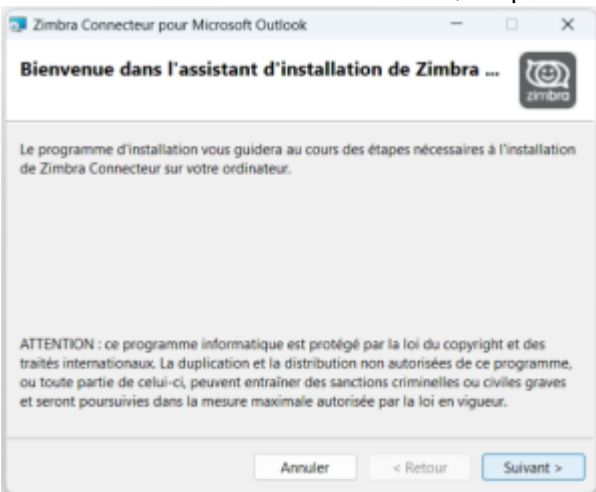 Zimbra Connecteur pour Microsoft Outlook
Bienvenue dans l'assistant d'installation de Zimbra ...
zimbra
Le programme d'installation vous guidera au cours des étapes nécessaires à l'installation
de Zimbra Connecteur sur votre ordinateur.
ATTENTION : ce programme informatique est protégé par la loi du copyright et des
traités internationaux. La duplication et la distribution non autorisées de ce programme,
ou toute partie de celui-ci, peuvent entraîner des sanctions criminelles ou civiles graves
et seront poursuivies dans la mesure maximale autorisée par la loi en vigueur.
Annuler
< Retour
Suivant >